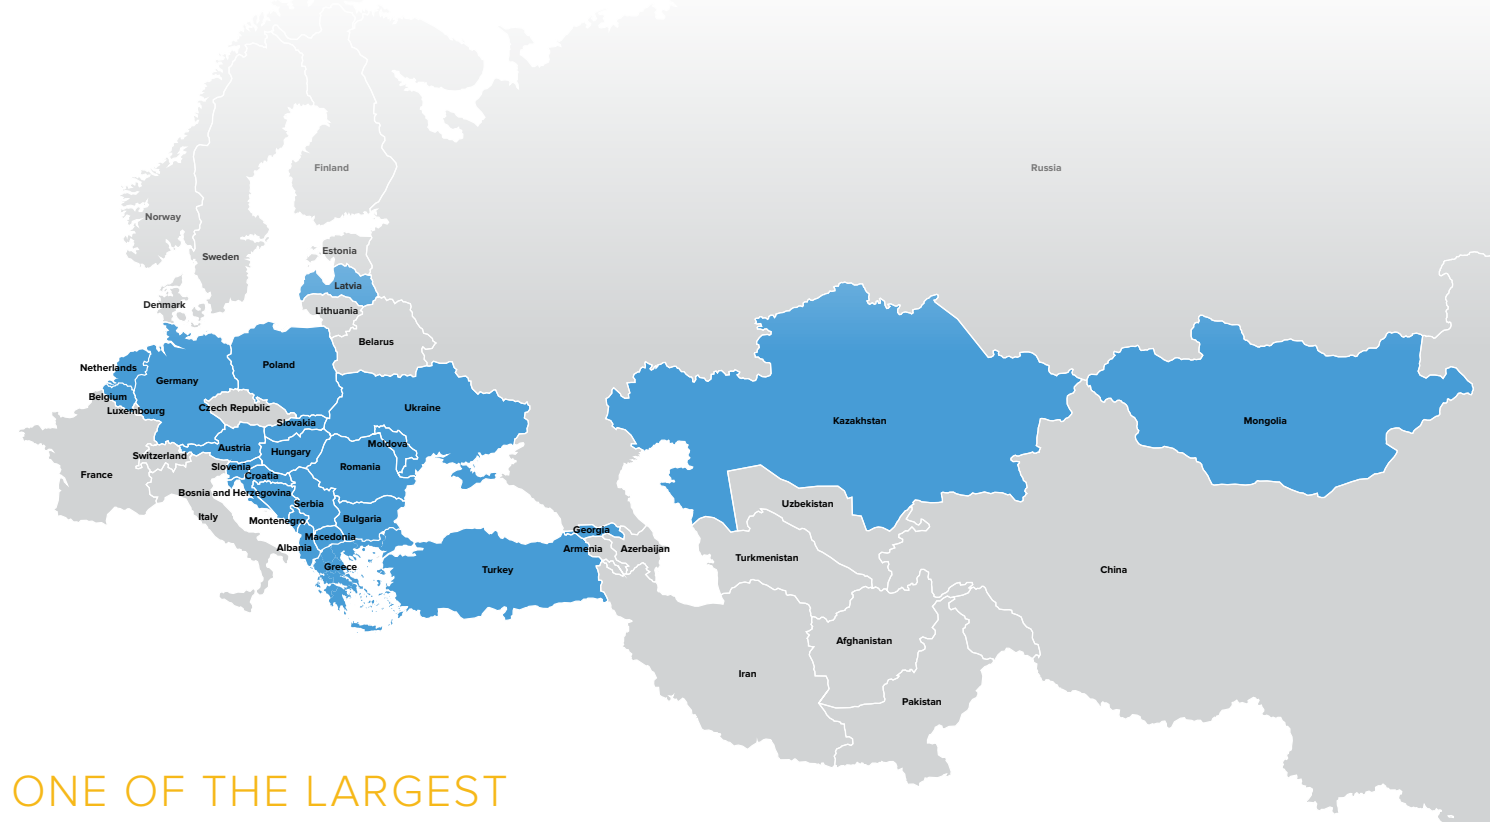 Finland
Russia
Norway
Sweden
Estonia
Latvia
Denmark
Lithuania
Belarus
Netherlands
Poland
Germany
Belgium
Luxembourg
Czech Republic
Ukraine
Slovakia
Kazakhstan
Mongolia
Austria
Moldova
Hungary
Switzerland
Slovenia
Romania
France
Croatia
Bosnia and Herzegovina
Serbia
Uzbekistan
Italy
Montenegro
Bulgaria
Georgia
Macedonia
Albania
Armenia
Azerbaijan
Turkmenistan
Greece
Turkey
China
Afghanistan
Iran
Pakistan
ONE OF THE LARGEST